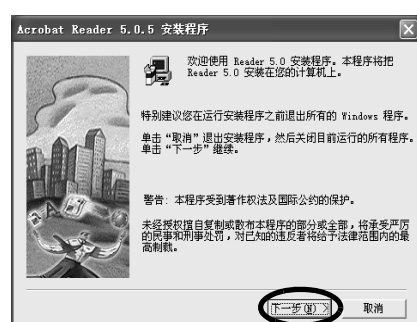 Acrobat Reader 5.0.5 安装程序
欢迎使用 Reader 5.0 安装程序。本程序将把
Reader 5.0 安装在您的计算机上。
特别建议您在运行安装程序之前退出所有的 Windows 程序。
单击“取消”退出安装程序，然后关闭目前运行的所有程序。
单击“下一步”继续。
警告: 本程序受到著作权法及国际公约的保护。
未经授权擅自复制或散布本程序的部分或全部，将承受严厉
的民事和刑事处罚，对已知的违反者将给予法律范围内的最
高制裁。
下一步(N) >
取消